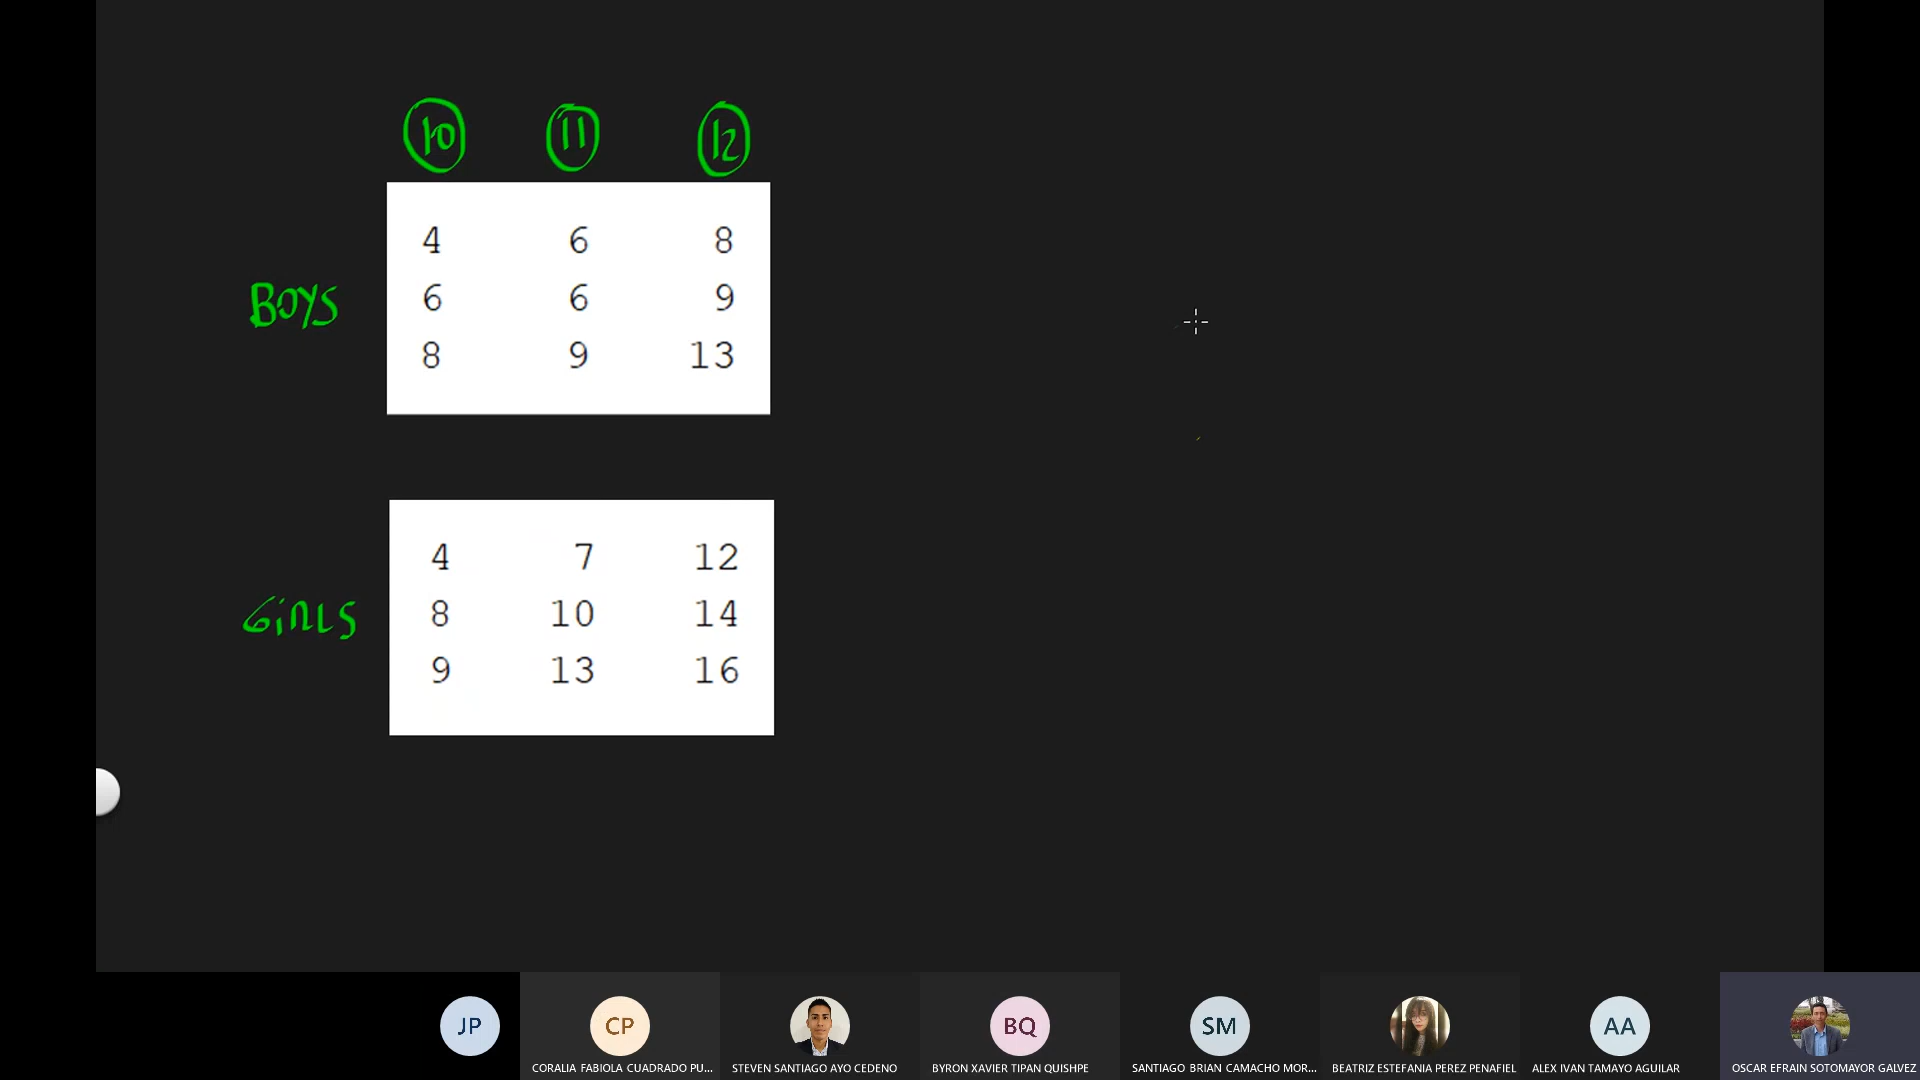 10 11 12
BOYS
4 6 8
6 6 9
8 9 13
GiRLS
4 7 12
8 10 14
9 13 16
JP CP BQ SM AA
CORALIA FABIOLA CUADRADO PU... STEVEN SANTIAGO AYO CEDENO BYRON XAVIER TIPAN QUISHPE SANTIAGO BRIAN CAMACHO MOR... BEATRIZ ESTEFANIA PEREZ PENAFIEL ALEX IVAN TAMAYO AGUILAR OSCAR EFRAIN SOTOMAYOR GALVEZ